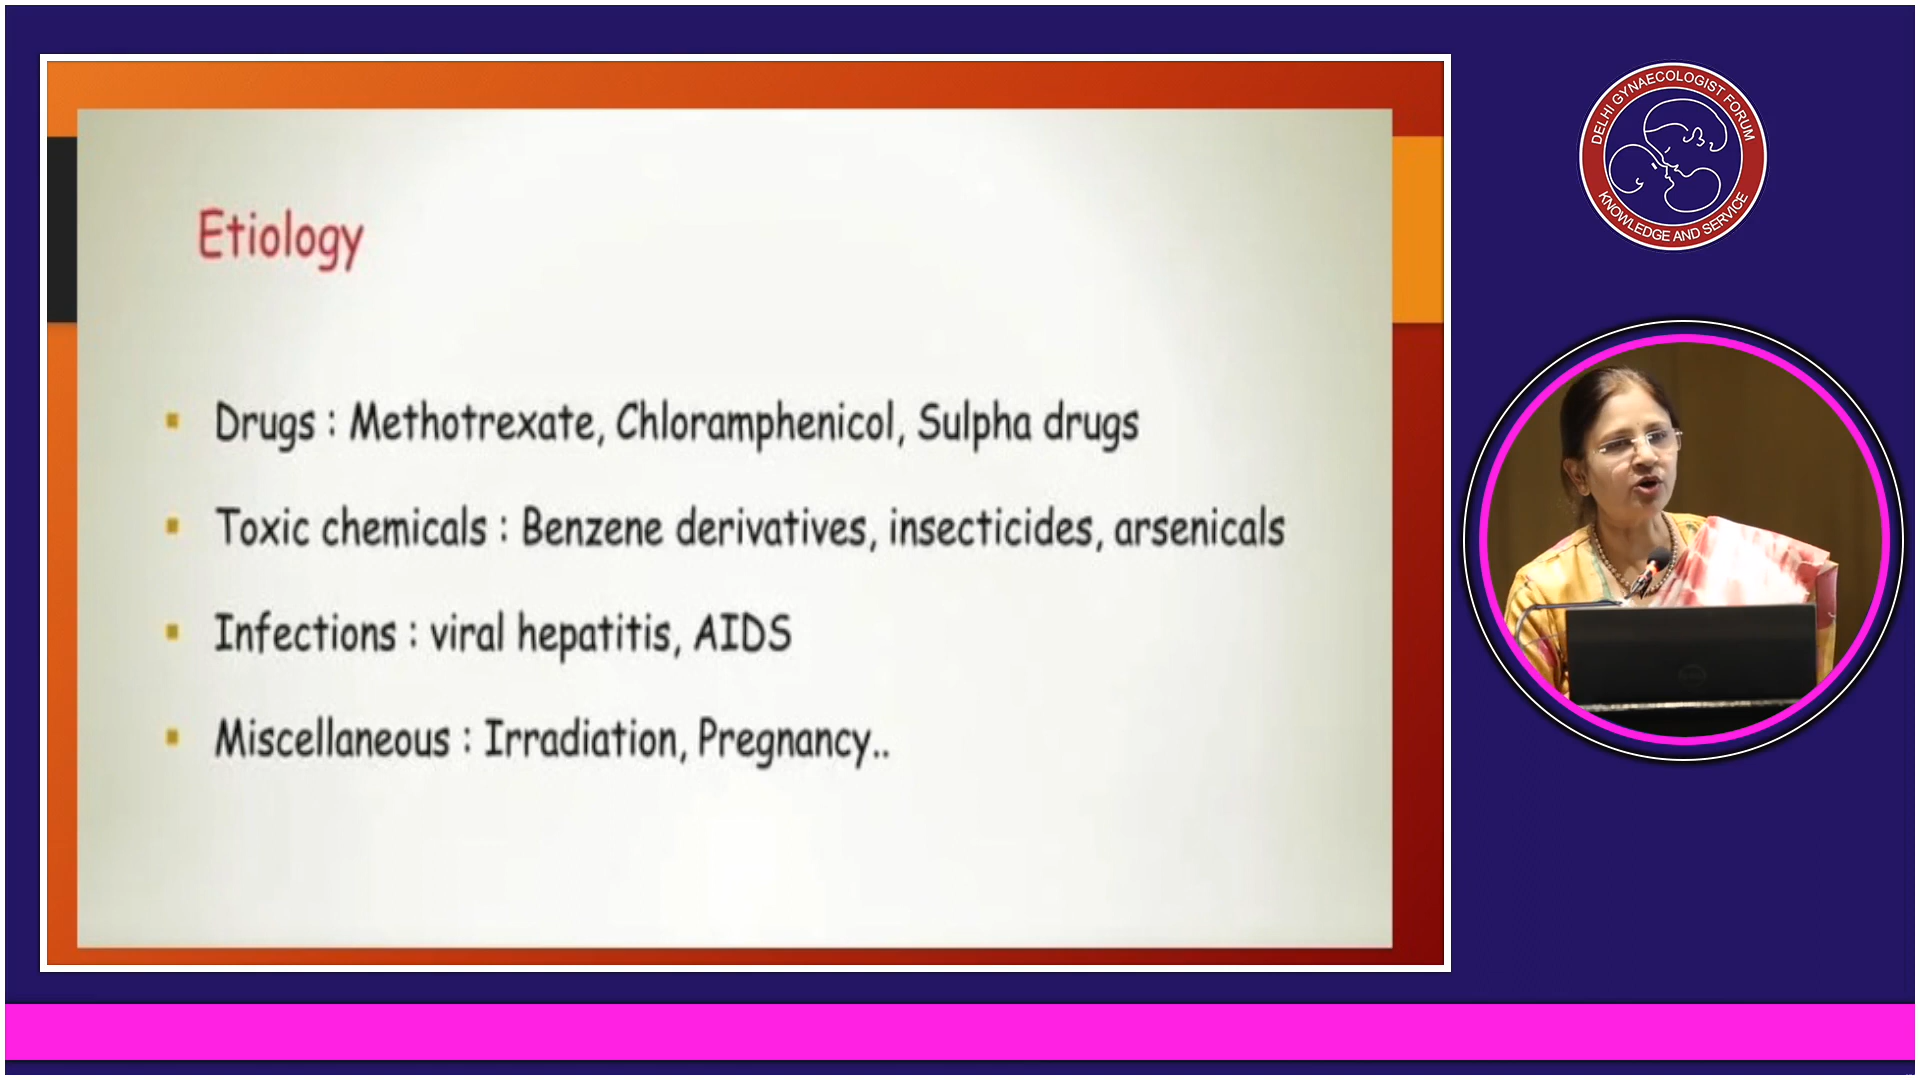 Etiology
Drugs : Methotrexate, Chloramphenicol, Sulpha drugs
Toxic chemicals : Benzene derivatives, insecticides, arsenicals
Infections : viral hepatitis, AIDS
Miscellaneous : Irradiation, Pregnancy..
DELHI GYNAECOLOGIST FORUM
KNOWLEDGE AND SERVICE